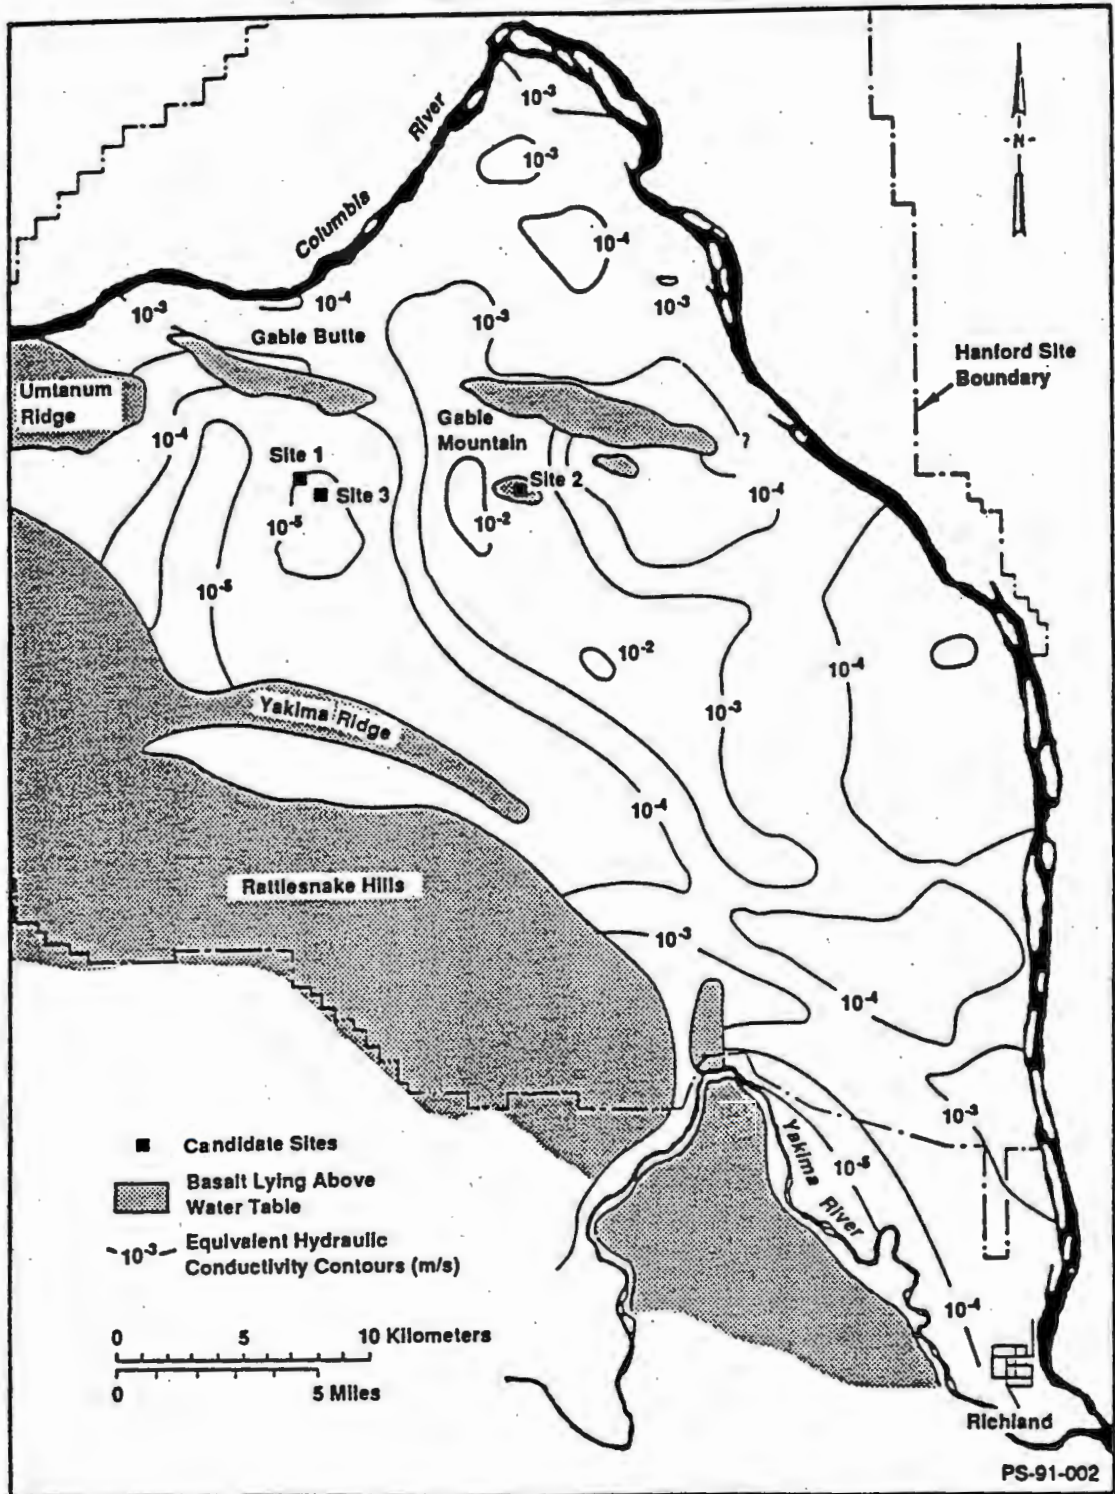 10-3
River
-N-
10-3
Columbia
10-4
10-3
10-4
10-3
10-3
Gable Butte
Hanford Site
Boundary
Umtanum
Ridge
Gable
Mountain
?
10-4
Site 1
Site 2
Site 3
10-4
10-5
10-2
10-5
10-2
10-4
10-3
Yakima Ridge
10-4
Rattlesnake Hills
10-3
10-4
10-3
Candidate Sites
Yakima River
10-5
Basalt Lying Above
Water Table
10-3 Equivalent Hydraulic
Conductivity Contours (m/s)
10-4
0 5 10 Kilometers
0 5 Miles
Richland
PS-91-002